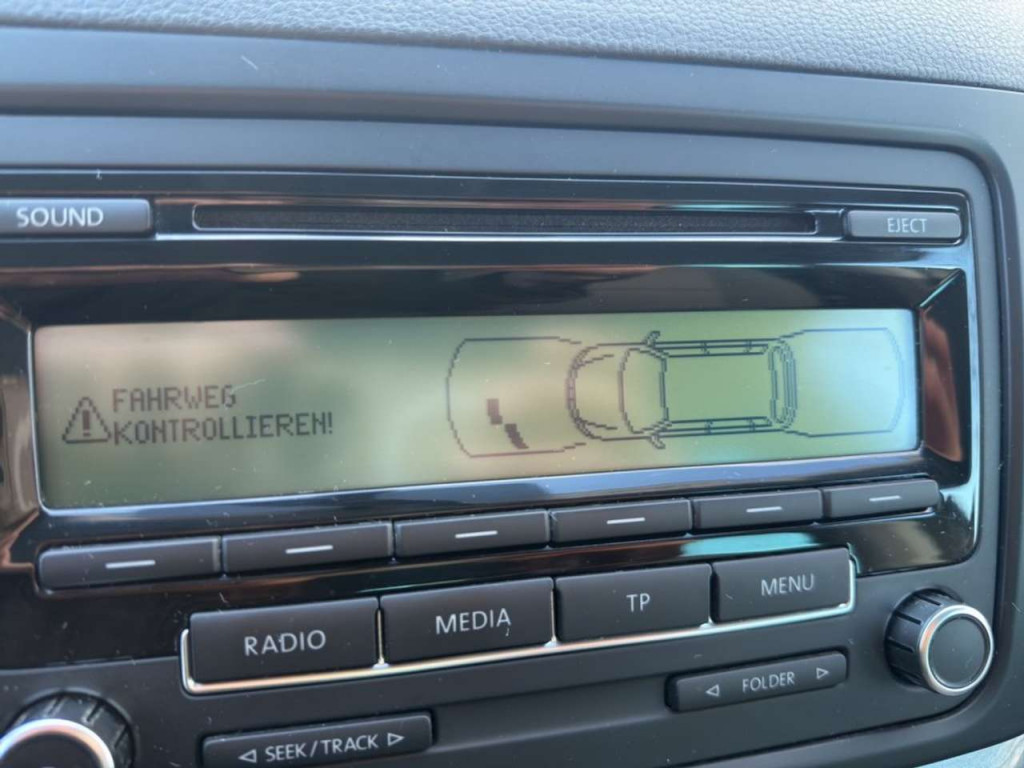 SOUND
EJECT
FAHRWEG
KONTROLLIEREN!
RADIO
MEDIA
TP
MENU
FOLDER
SEEK/TRACK